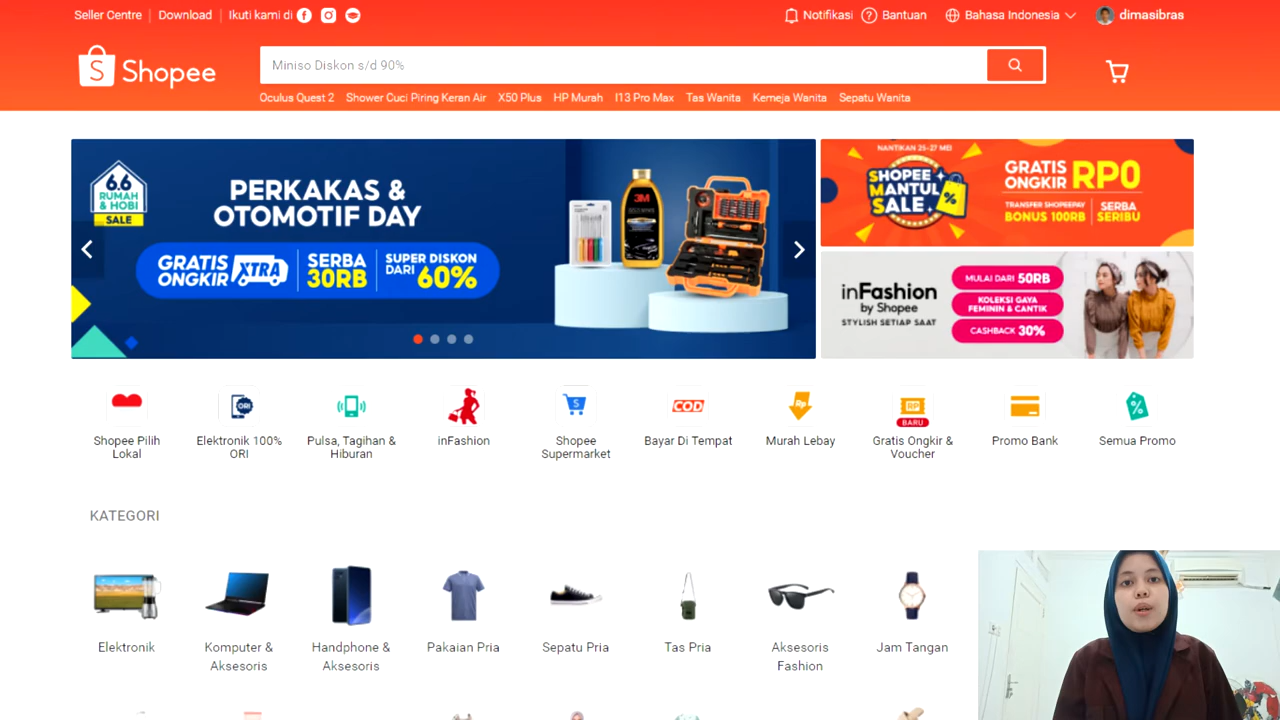 Seller Centre | Download | Ikuti kami di
Notifikasi
Bantuan
Bahasa Indonesia
dimasibras
S Shopee
Miniso Diskon s/d 90%
Oculus Quest 2 Shower Cuci Piring Keran Air X50 Plus HP Murah I13 Pro Max Tas Wanita Kemeja Wanita Sepatu Wanita
6.6
RUMAH
& HOBI
SALE
PERKAKAS &
OTOMOTIF DAY
GRATIS
ONGKIR XTRA
SERBA
30RB
SUPER DISKON
DARI 60%
3M
NANTIKAN 25-27 MEI
SHOPEE
MANTUL
SALE
%
GRATIS
ONGKIR RP0
TRANSFER SHOPEEPAY
BONUS 100RB
SERBA
SERIBU
inFashion
by Shopee
STYLISH SETIAP SAAT
MULAI DARI 50RB
KOLEKSI GAYA
FEMININ & CANTIK
CASHBACK 30%
Shopee Pilih
Lokal
ORI
Elektronik 100%
ORI
Pulsa, Tagihan &
Hiburan
inFashion
S
Shopee
Supermarket
COD
Bayar Di Tempat
Rp
Murah Lebay
RP
BARU
Gratis Ongkir &
Voucher
Promo Bank
%
Semua Promo
KATEGORI
Elektronik
Komputer &
Aksesoris
Handphone &
Aksesoris
Pakaian Pria
Sepatu Pria
Tas Pria
Aksesoris
Fashion
Jam Tangan